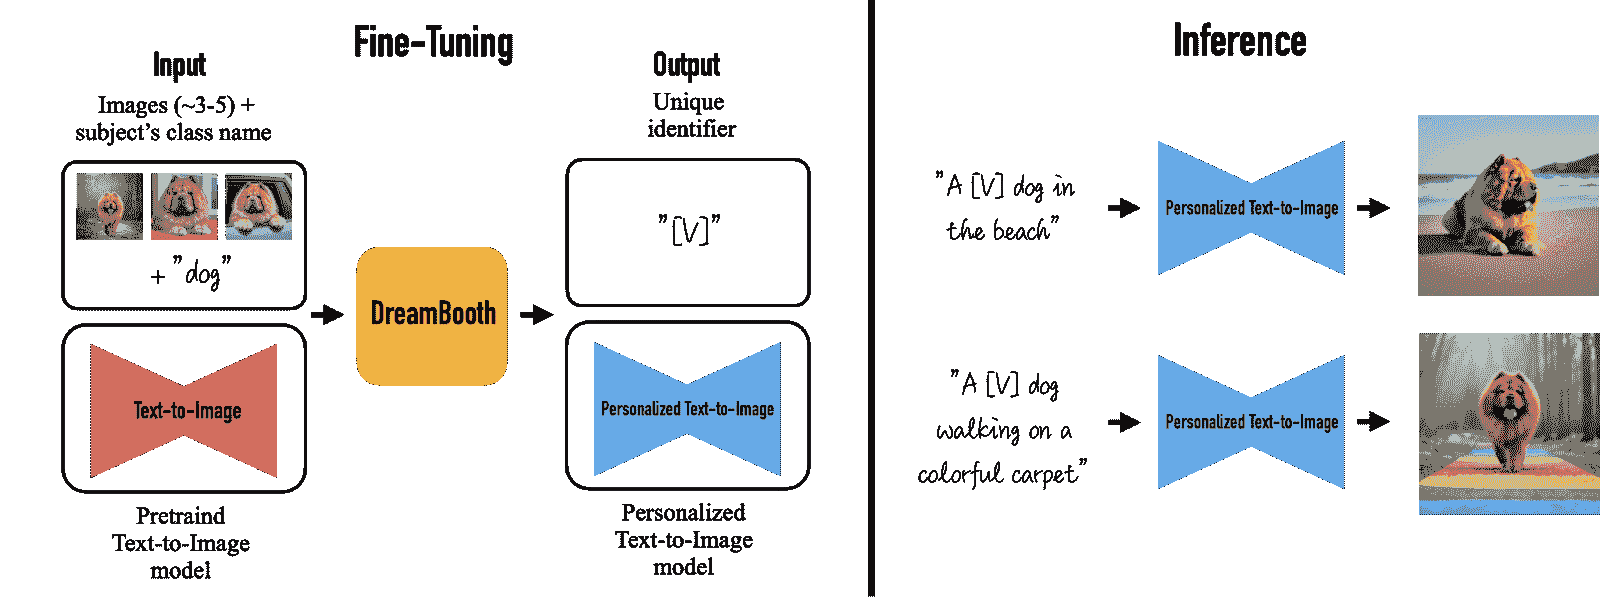 Fine-Tuning
Input
Images (~3-5) +
subject's class name
+ "dog"
Text-to-Image
Pretraind
Text-to-Image
model
DreamBooth
Output
Unique
identifier
"[V]"
Personalized Text-to-Image
Personalized
Text-to-Image
model
Inference
"A [V] dog in
the beach"
Personalized Text-to-Image
"A [V] dog
walking on a
colorful carpet"
Personalized Text-to-Image